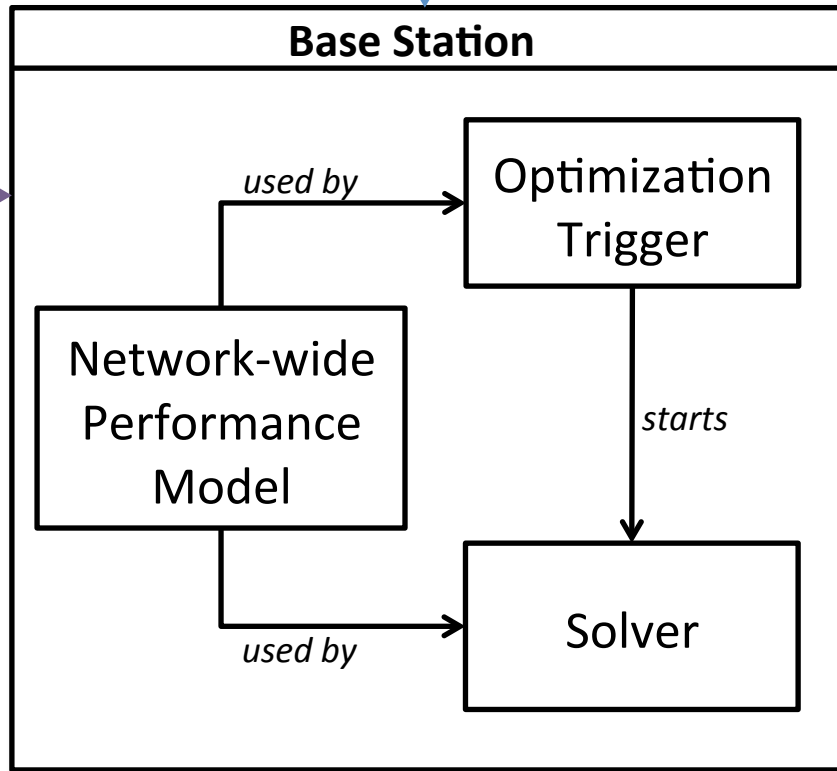 Base Station
used by
Optimization
Trigger
Network-wide
Performance
Model
starts
used by
Solver